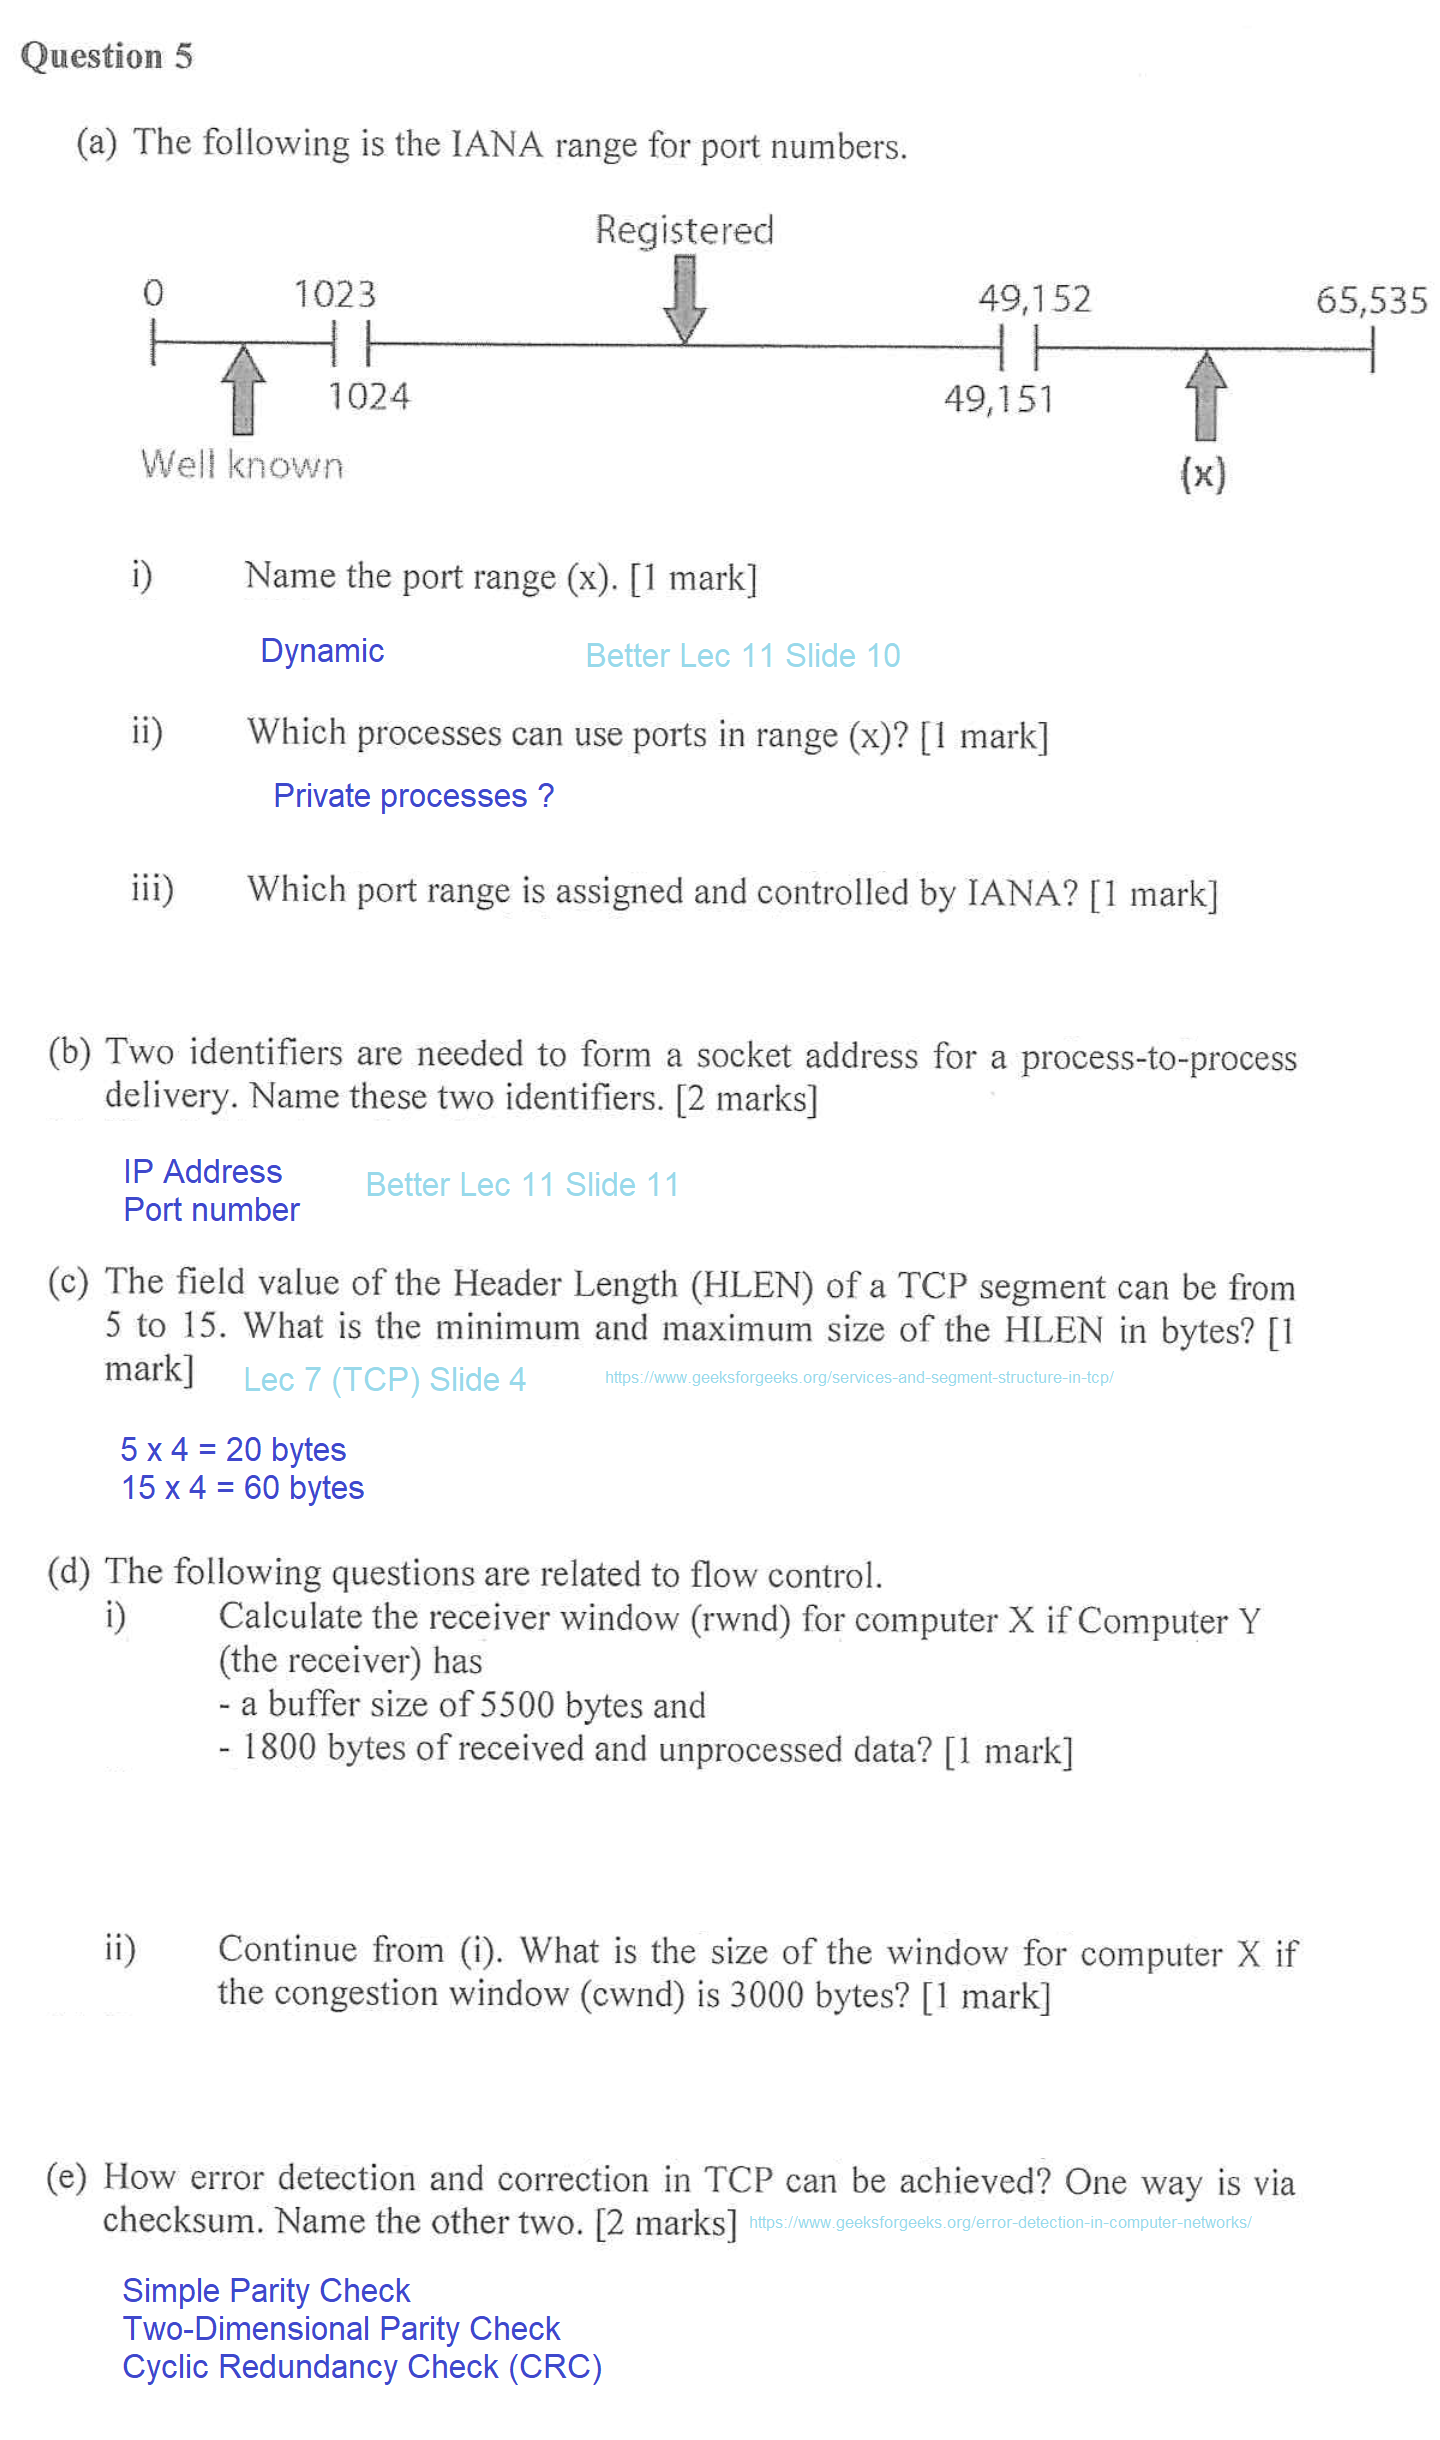 Question 5
(a) The following is the IANA range for port numbers.
Registered
0 1023 49,152 65,535
1024 49,151
Well known (x)
i) Name the port range (x). [1 mark]
Dynamic Better Lec 11 Slide 10
ii) Which processes can use ports in range (x)? [1 mark]
Private processes ?
iii) Which port range is assigned and controlled by IANA? [1 mark]
(b) Two identifiers are needed to form a socket address for a process-to-process
delivery. Name these two identifiers. [2 marks]
IP Address Better Lec 11 Slide 11
Port number
(c) The field value of the Header Length (HLEN) of a TCP segment can be from
5 to 15. What is the minimum and maximum size of the HLEN in bytes? [1
mark] Lec 7 (TCP) Slide 4 https://www.geeksforgeeks.org/services-and-segment-structure-in-tcp/
5 x 4 = 20 bytes
15 x 4 = 60 bytes
(d) The following questions are related to flow control.
i) Calculate the receiver window (rwnd) for computer X if Computer Y
(the receiver) has
- a buffer size of 5500 bytes and
- 1800 bytes of received and unprocessed data? [1 mark]
ii) Continue from (i). What is the size of the window for computer X if
the congestion window (cwnd) is 3000 bytes? [1 mark]
(e) How error detection and correction in TCP can be achieved? One way is via
checksum. Name the other two. [2 marks] https://www.geeksforgeeks.org/error-detection-in-computer-networks/
Simple Parity Check
Two-Dimensional Parity Check
Cyclic Redundancy Check (CRC)